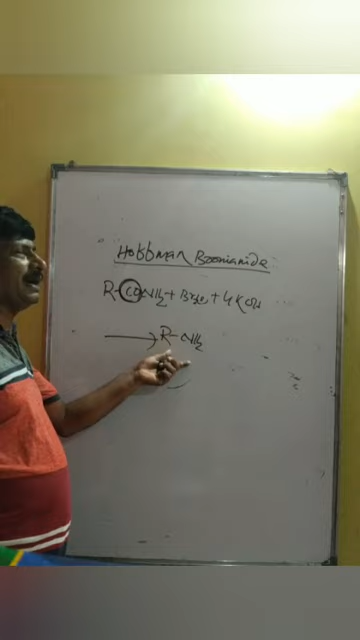 Hoffman Bromamide
R-CONH2 + Br2 + 4KOH
→ R-NH2